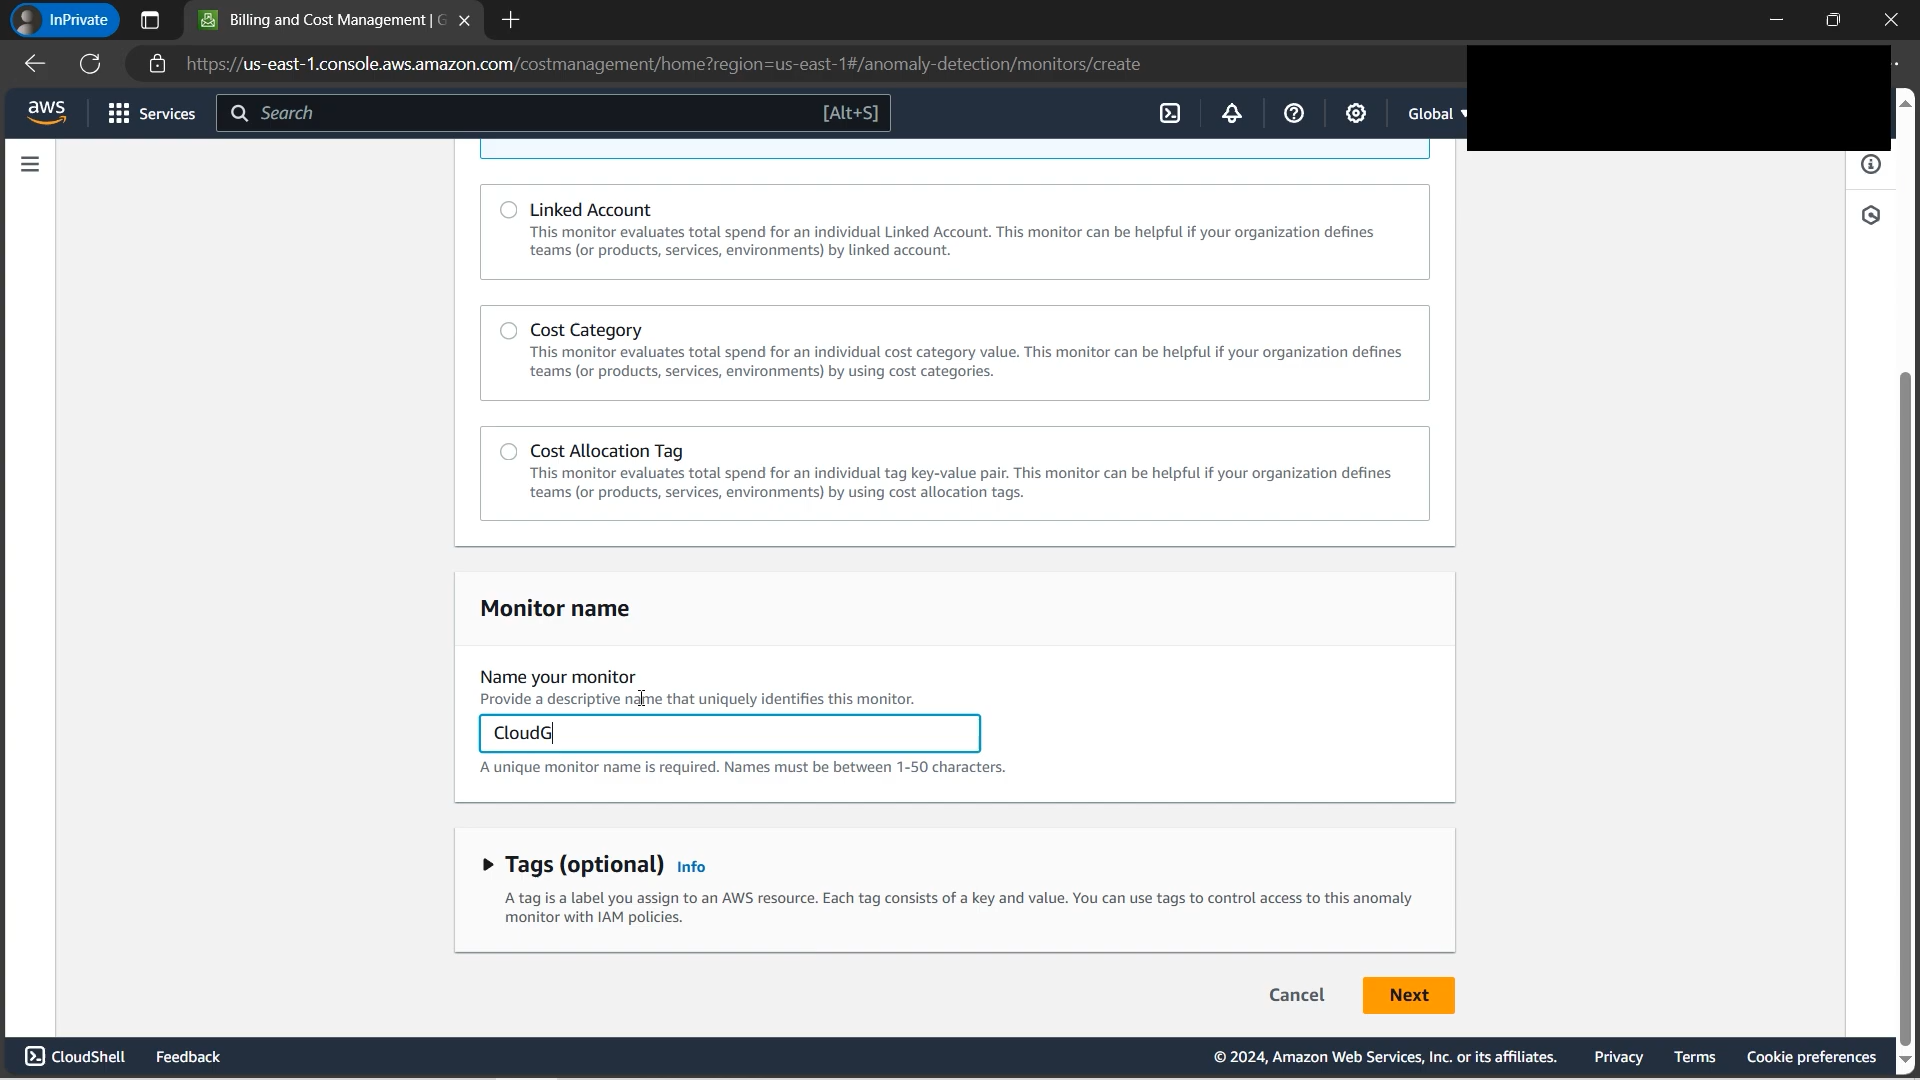 InPrivate
Billing and Cost Management | G
https://us-east-1.console.aws.amazon.com/costmanagement/home?region=us-east-1#/anomaly-detection/monitors/create
aws
Services
Search
[Alt+S]
Global
Linked Account
This monitor evaluates total spend for an individual Linked Account. This monitor can be helpful if your organization defines
teams (or products, services, environments) by linked account.
Cost Category
This monitor evaluates total spend for an individual cost category value. This monitor can be helpful if your organization defines
teams (or products, services, environments) by using cost categories.
Cost Allocation Tag
This monitor evaluates total spend for an individual tag key-value pair. This monitor can be helpful if your organization defines
teams (or products, services, environments) by using cost allocation tags.
Monitor name
Name your monitor
Provide a descriptive name that uniquely identifies this monitor.
CloudG
A unique monitor name is required. Names must be between 1-50 characters.
Tags (optional) Info
A tag is a label you assign to an AWS resource. Each tag consists of a key and value. You can use tags to control access to this anomaly
monitor with IAM policies.
Cancel
Next
CloudShell
Feedback
© 2024, Amazon Web Services, Inc. or its affiliates.
Privacy
Terms
Cookie preferences